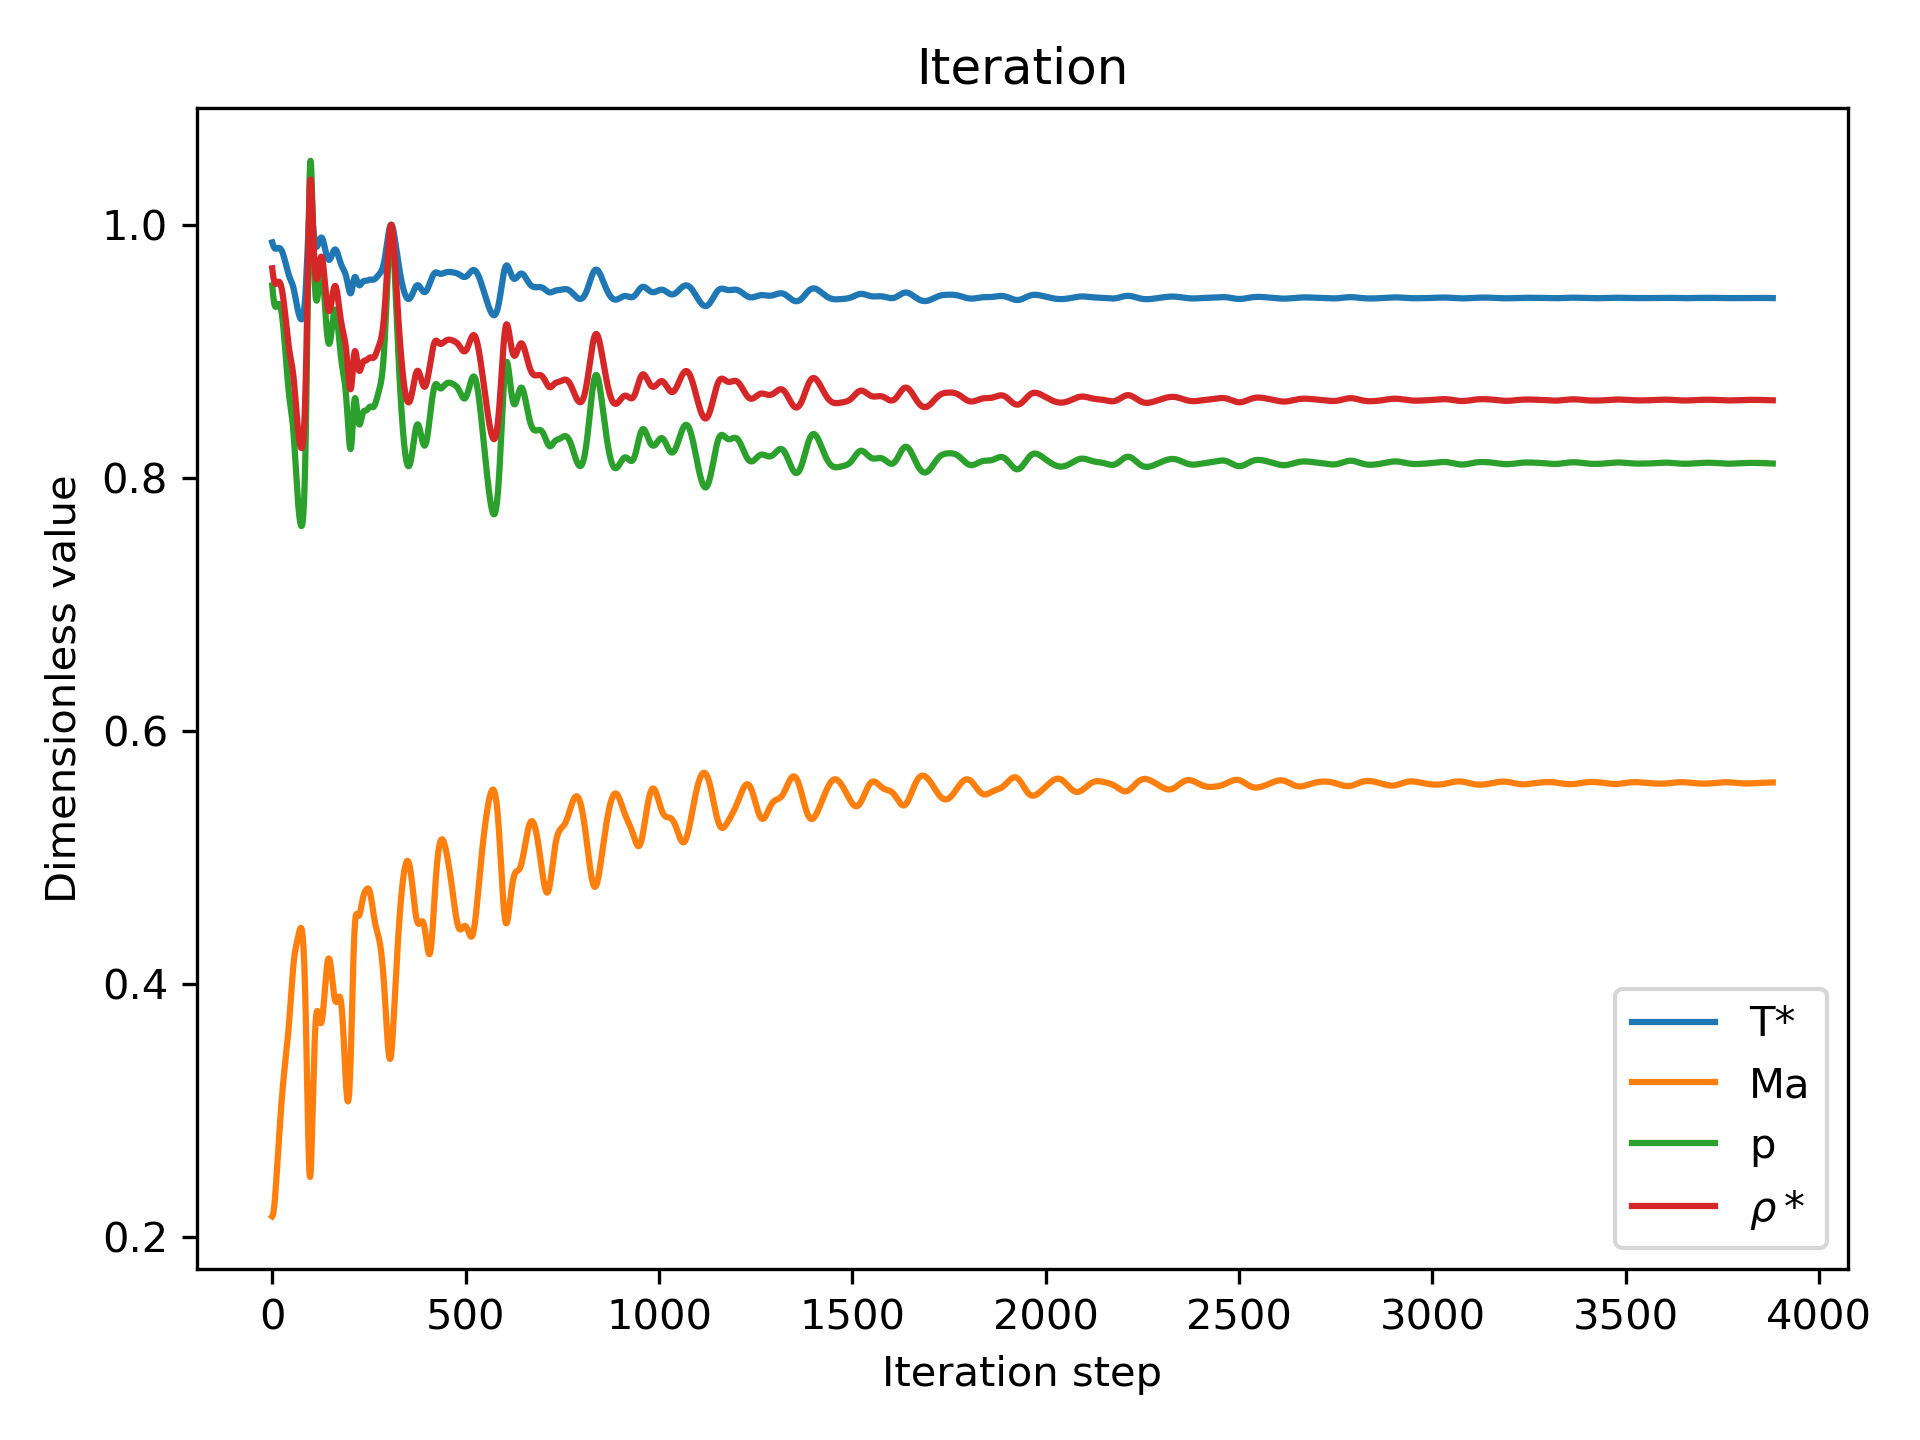 Iteration
Dimensionless value
1.0
0.8
0.6
0.4
0.2
T*
Ma
p
ρ*
0 500 1000 1500 2000 2500 3000 3500 4000
Iteration step